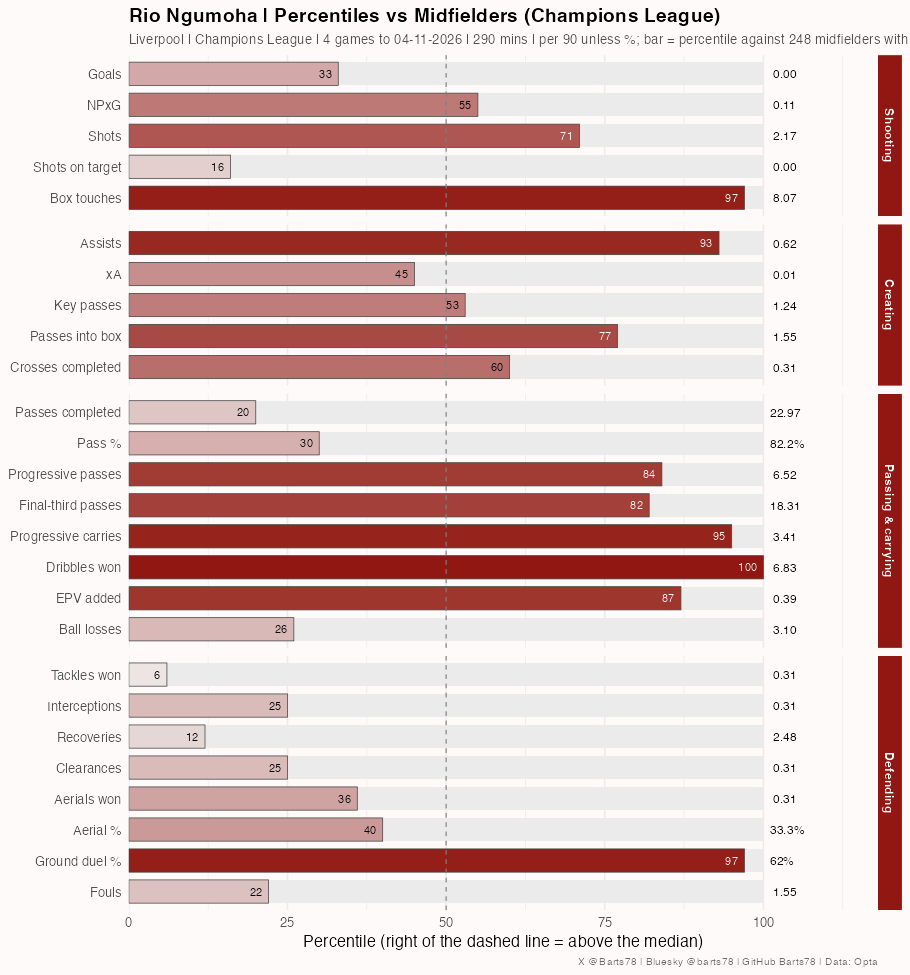 Rio Ngumoha | Percentiles vs Midfielders (Champions League)
Liverpool | Champions League | 4 games to 04-11-2026 | 290 mins | per 90 unless %; bar = percentile against 248 midfielders with
Goals 33 0.00
NPxG 55 0.11
Shots 71 2.17
Shots on target 16 0.00
Box touches 97 8.07
Shooting
Assists 93 0.62
xA 45 0.01
Key passes 53 1.24
Passes into box 77 1.55
Crosses completed 60 0.31
Creating
Passes completed 20 22.97
Pass % 30 82.2%
Progressive passes 84 6.52
Final-third passes 82 18.31
Progressive carries 95 3.41
Dribbles won 100 6.83
EPV added 87 0.39
Ball losses 26 3.10
Passing & carrying
Tackles won 6 0.31
Interceptions 25 0.31
Recoveries 12 2.48
Clearances 25 0.31
Aerials won 36 0.31
Aerial % 40 33.3%
Ground duel % 97 62%
Fouls 22 1.55
Defending
0 25 50 75 100
Percentile (right of the dashed line = above the median)
X @Barts78 | Bluesky @barts78 | GitHub Barts78 | Data: Opta